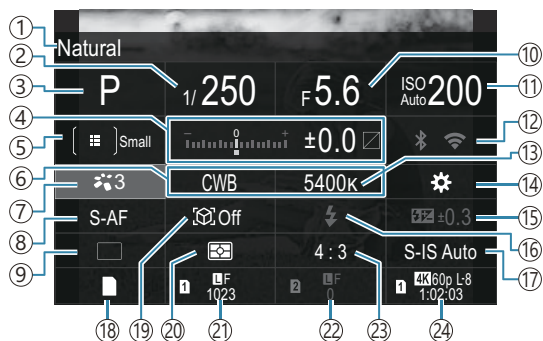 Natural
P 1/250 F5.6 ISO Auto 200
Small − 0 + ±0.0
3 CWB 5400K
S-AF Off ±0.3
4:3 S-IS Auto
1 LF 1023 2 LF 0 1 4K 60p L-8 1:02:03
① ② ③ ④ ⑤ ⑥ ⑦ ⑧ ⑨
⑩ ⑪ ⑫ ⑬ ⑭ ⑮ ⑯ ⑰
⑱ ⑲ ⑳ ㉑ ㉒ ㉓ ㉔